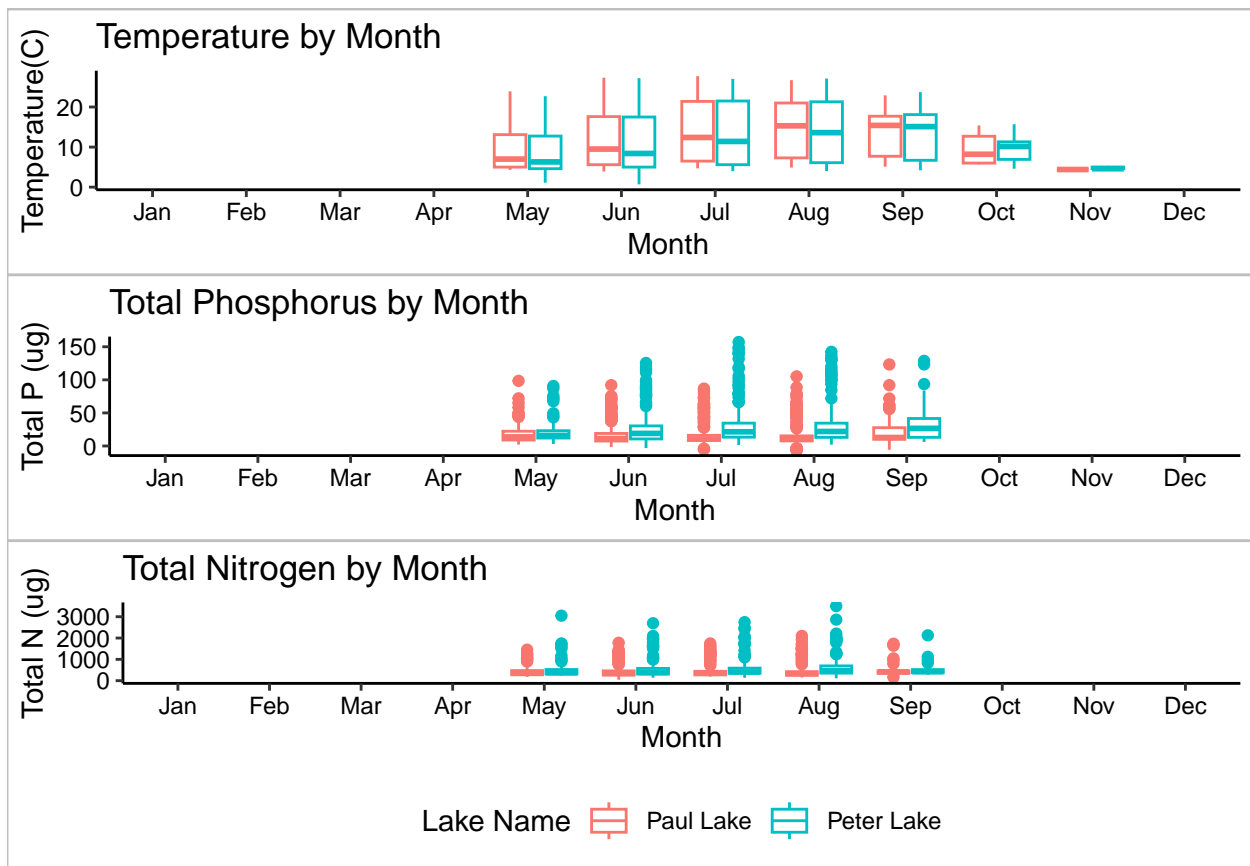 Temperature by Month
Temperature(C)
20
10
0
Jan Feb Mar Apr May Jun Jul Aug Sep Oct Nov Dec
Month
Total Phosphorus by Month
Total P (ug)
150
100
50
0
Jan Feb Mar Apr May Jun Jul Aug Sep Oct Nov Dec
Month
Total Nitrogen by Month
Total N (ug)
3000
2000
1000
0
Jan Feb Mar Apr May Jun Jul Aug Sep Oct Nov Dec
Month
Lake Name Paul Lake Peter Lake